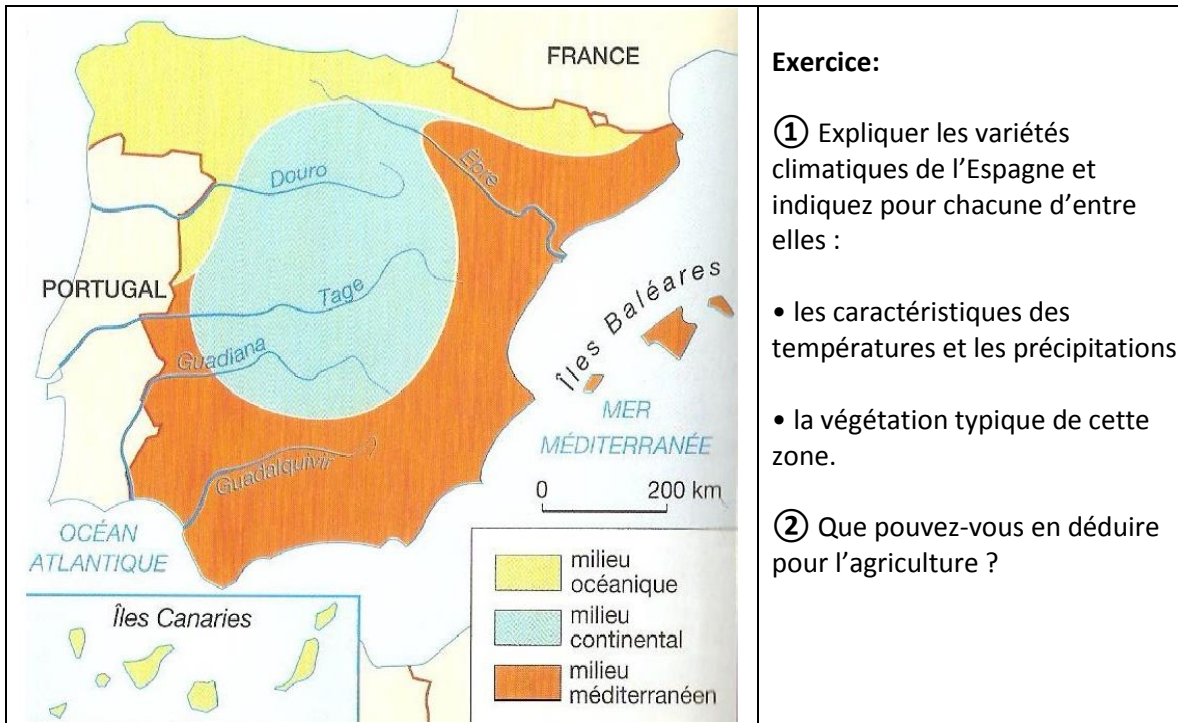 FRANCE
Douro
Èbre
PORTUGAL
Tage
Guadiana
Îles Baléares
MER
MÉDITERRANÉE
Guadalquivir
0 200 km
OCÉAN
ATLANTIQUE
Îles Canaries
milieu
océanique
milieu
continental
milieu
méditerranéen
Exercice:
① Expliquer les variétés
climatiques de l’Espagne et
indiquez pour chacune d’entre
elles :
• les caractéristiques des
températures et les précipitations
• la végétation typique de cette
zone.
② Que pouvez-vous en déduire
pour l’agriculture ?